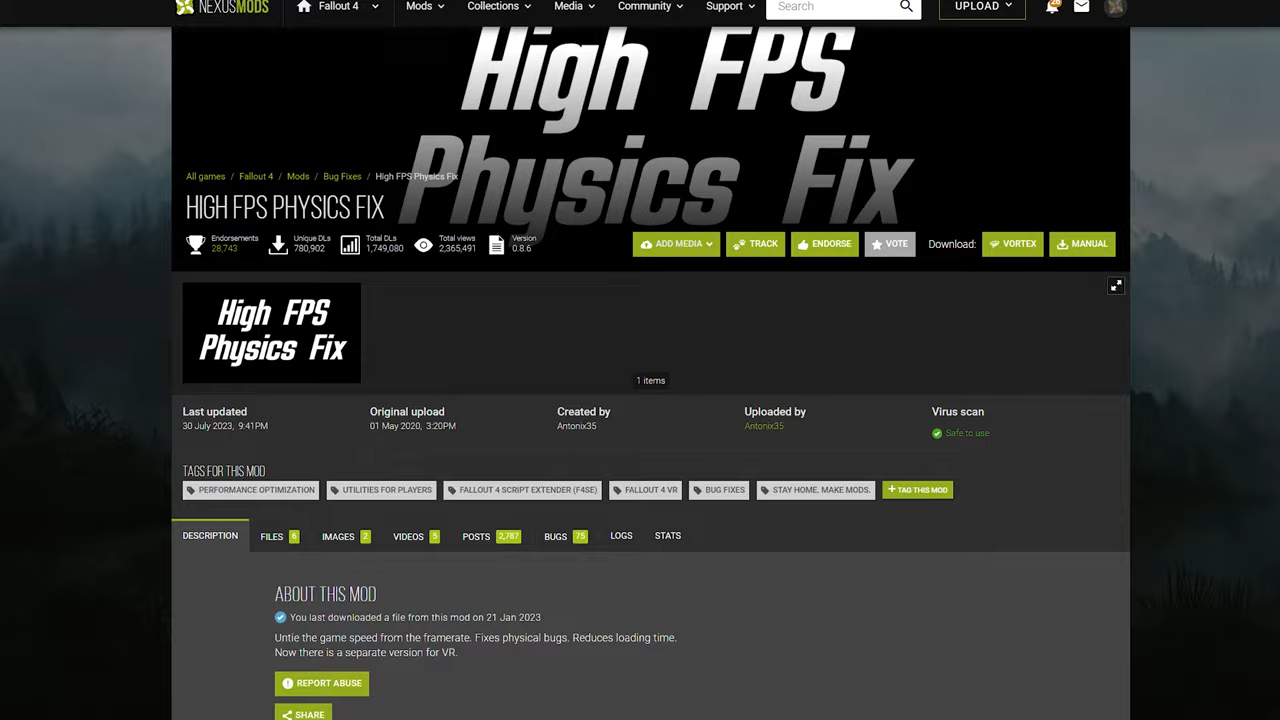 NEXUSMODS
Fallout 4
Mods
Collections
Media
Community
Support
Search
UPLOAD
High FPS
Physics Fix
All games / Fallout 4 / Mods / Bug Fixes / High FPS Physics Fix
HIGH FPS PHYSICS FIX
Endorsements
28,743
Unique DLs
780,902
Total DLs
1,749,080
Total views
2,365,491
Version
0.8.6
ADD MEDIA
TRACK
ENDORSE
VOTE
Download:
VORTEX
MANUAL
High FPS
Physics Fix
1 items
Last updated
30 July 2023, 9:41PM
Original upload
01 May 2020, 3:20PM
Created by
Antonix35
Uploaded by
Antonix35
Virus scan
Safe to use
TAGS FOR THIS MOD
PERFORMANCE OPTIMIZATION
UTILITIES FOR PLAYERS
FALLOUT 4 SCRIPT EXTENDER (F4SE)
FALLOUT 4 VR
BUG FIXES
STAY HOME. MAKE MODS.
+ TAG THIS MOD
DESCRIPTION
FILES 6
IMAGES 2
VIDEOS 5
POSTS 2,787
BUGS 75
LOGS
STATS
ABOUT THIS MOD
You last downloaded a file from this mod on 21 Jan 2023
Untie the game speed from the framerate. Fixes physical bugs. Reduces loading time.
Now there is a separate version for VR.
REPORT ABUSE
SHARE